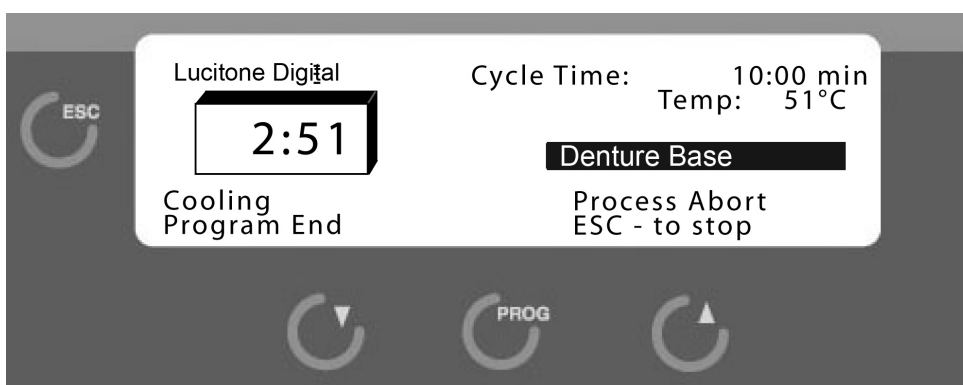 ESC
Lucitone Digital
2:51
Cooling
Program End
Cycle Time: 10:00 min
Temp: 51°C
Denture Base
Process Abort
ESC - to stop
▼
PROG
▲